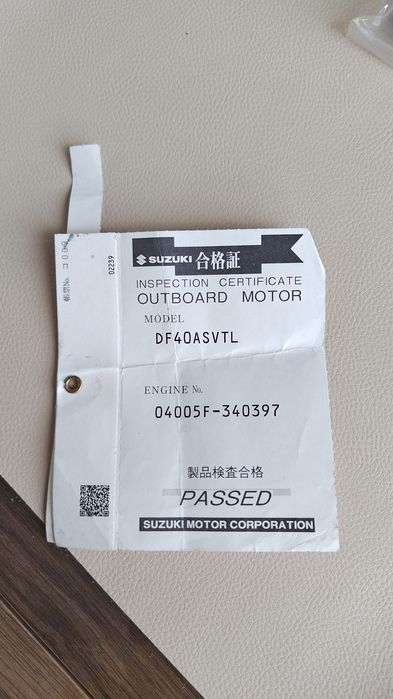 SUZUKI 合格証
INSPECTION CERTIFICATE
OUTBOARD MOTOR
MODEL
DF40ASVTL
ENGINE No.
04005F-340397
製品検査合格
PASSED
SUZUKI MOTOR CORPORATION
02239